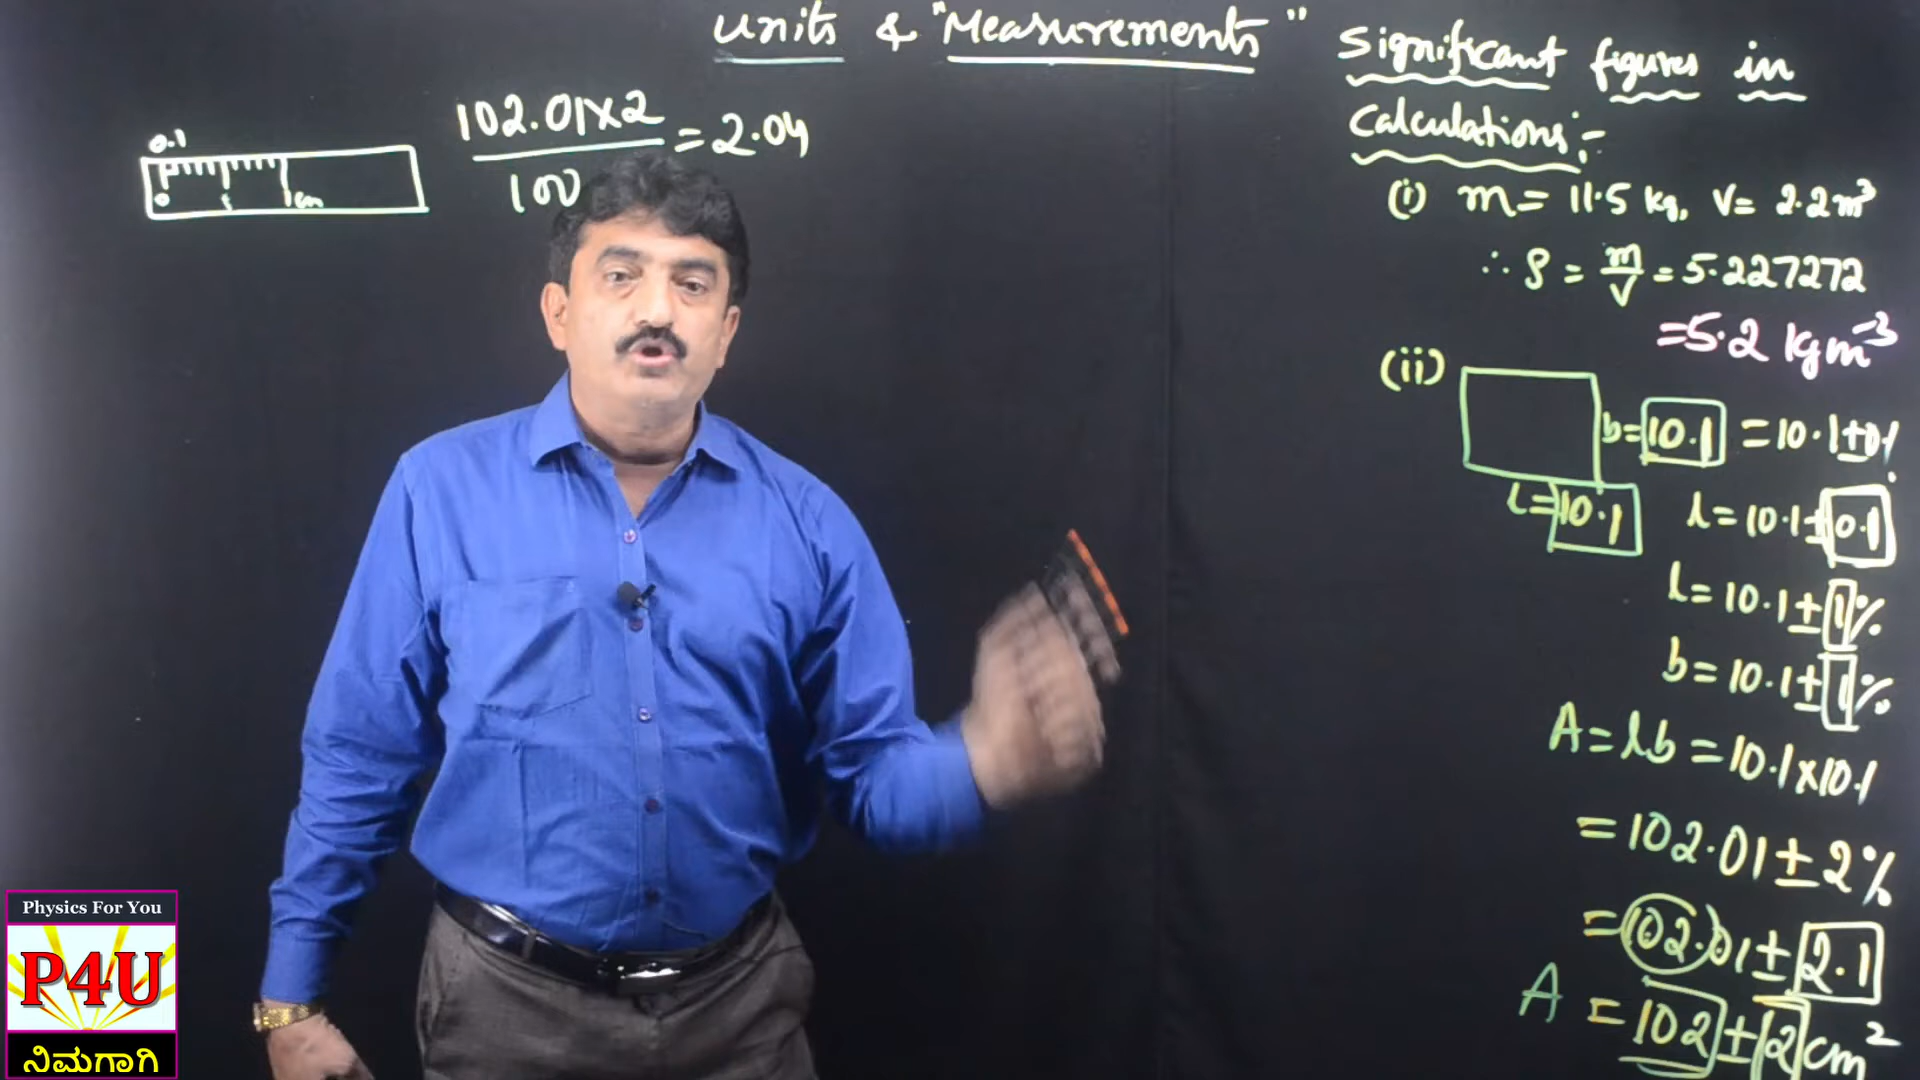 Units & "Measurements"
0.1
0 1cm
102.01×2
100
= 2.04
Significant figures in
Calculations:-
(i) m = 11.5 kg, V = 2.2m³
∴ ρ = m/V = 5.227272
= 5.2 kgm⁻³
(ii)
b = 10.1 = 10.1 ± 0.1
l = 10.1 l = 10.1 ± 0.1
l = 10.1 ± 1%
b = 10.1 ± 1%
A = lb = 10.1×10.1
= 102.01 ± 2%
= 102.01 ± 2.1
A = 102 ± 2 cm²
Physics For You
P4U
ನಿಮಗಾಗಿ